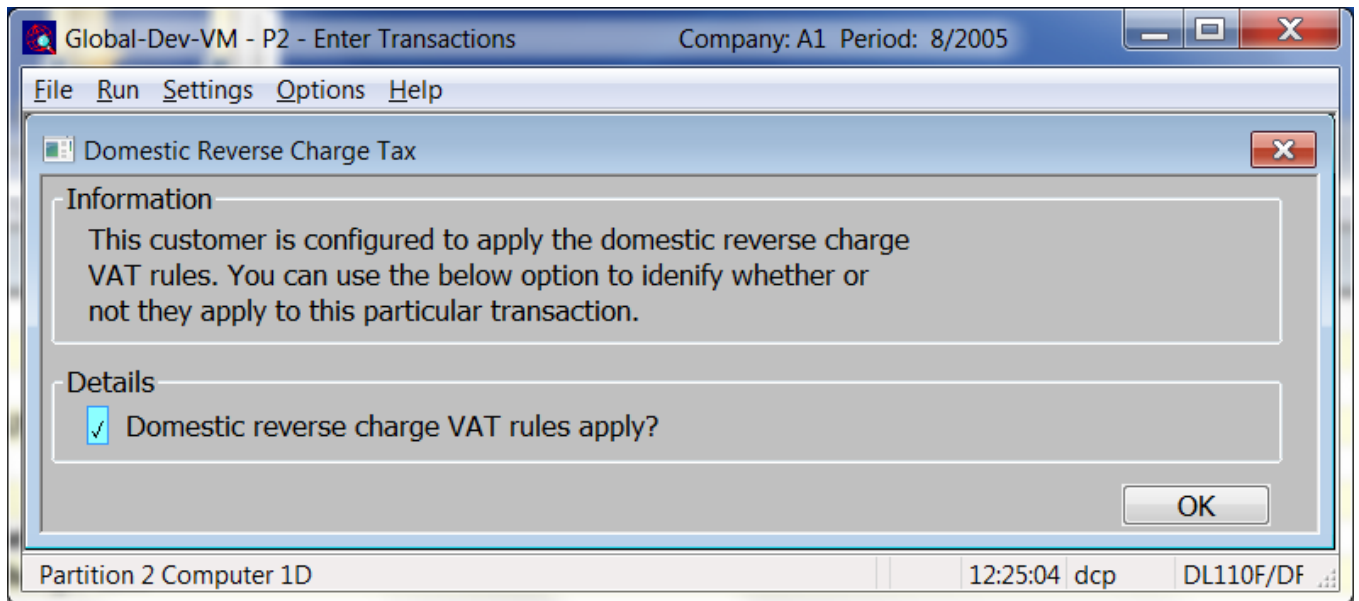 Global-Dev-VM - P2 - Enter Transactions Company: A1 Period: 8/2005
File Run Settings Options Help
Domestic Reverse Charge Tax
Information
This customer is configured to apply the domestic reverse charge
VAT rules. You can use the below option to idenify whether or
not they apply to this particular transaction.
Details
Domestic reverse charge VAT rules apply?
OK
Partition 2 Computer 1D 12:25:04 dcp DL110F/DF